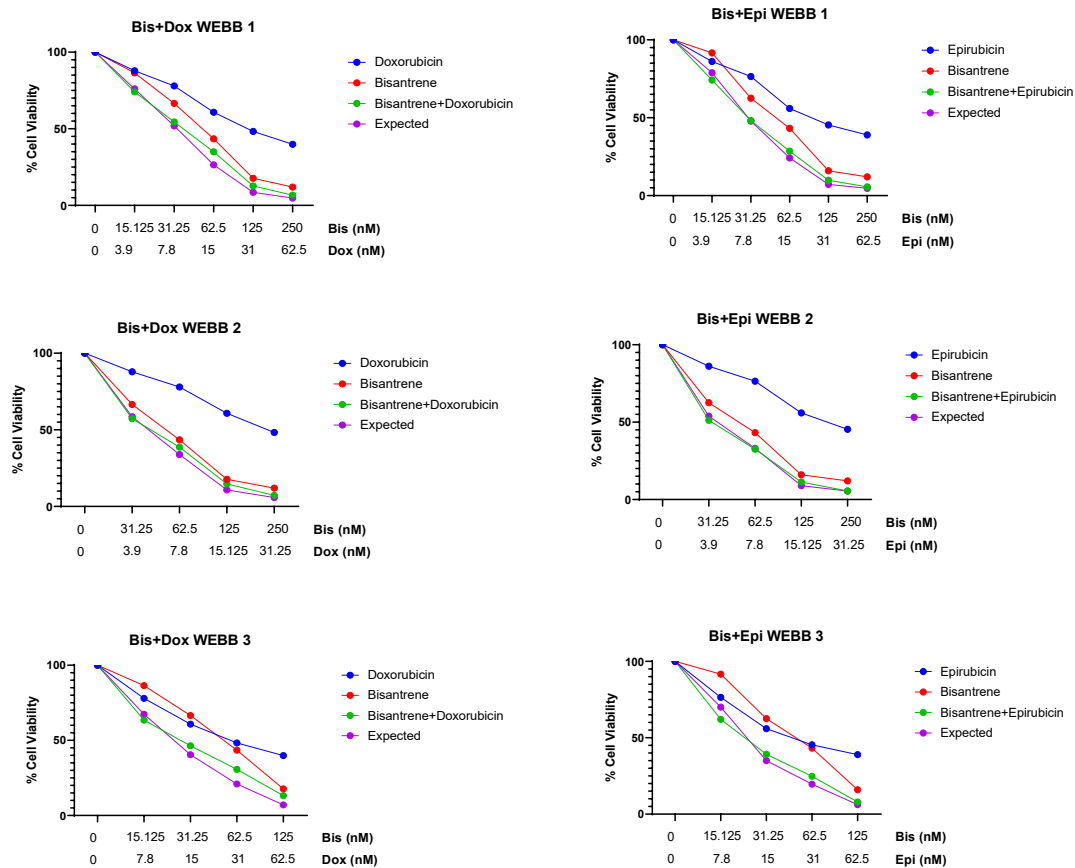 Bis+Dox WEBB 1
% Cell Viability
100
50
0
Doxorubicin
Bisantrene
Bisantrene+Doxorubicin
Expected
0 15.125 31.25 62.5 125 250 Bis (nM)
0 3.9 7.8 15 31 62.5 Dox (nM)
Bis+Epi WEBB 1
% Cell Viability
100
50
0
Epirubicin
Bisantrene
Bisantrene+Epirubicin
Expected
0 15.125 31.25 62.5 125 250 Bis (nM)
0 3.9 7.8 15 31 62.5 Epi (nM)
Bis+Dox WEBB 2
% Cell Viability
100
50
0
Doxorubicin
Bisantrene
Bisantrene+Doxorubicin
Expected
0 31.25 62.5 125 250 Bis (nM)
0 3.9 7.8 15.125 31.25 Dox (nM)
Bis+Epi WEBB 2
% Cell Viability
100
50
0
Epirubicin
Bisantrene
Bisantrene+Epirubicin
Expected
0 31.25 62.5 125 250 Bis (nM)
0 3.9 7.8 15.125 31.25 Epi (nM)
Bis+Dox WEBB 3
% Cell Viability
100
50
0
Doxorubicin
Bisantrene
Bisantrene+Doxorubicin
Expected
0 15.125 31.25 62.5 125 Bis (nM)
0 7.8 15 31 62.5 Dox (nM)
Bis+Epi WEBB 3
% Cell Viability
100
50
0
Epirubicin
Bisantrene
Bisantrene+Epirubicin
Expected
0 15.125 31.25 62.5 125 Bis (nM)
0 7.8 15 31 62.5 Epi (nM)